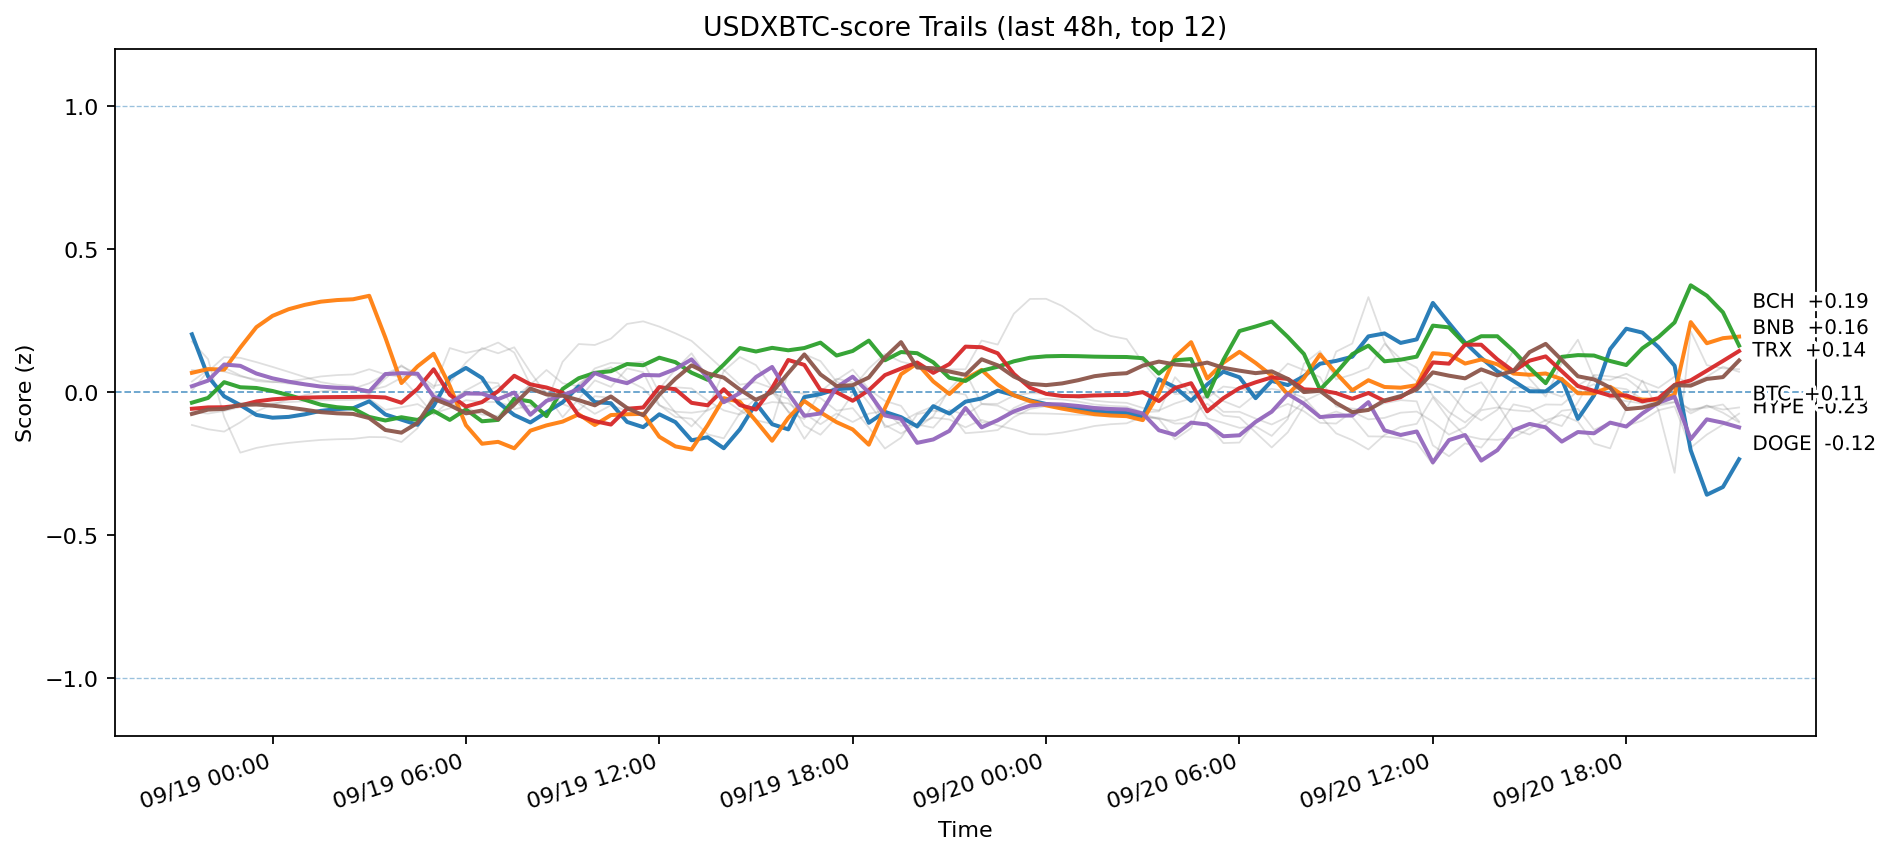 USDXBTC-score Trails (last 48h, top 12)
Score (z)
1.0
0.5
0.0
−0.5
−1.0
BCH +0.19
BNB +0.16
TRX +0.14
BTC +0.11
HYPE -0.23
DOGE -0.12
09/19 00:00
09/19 06:00
09/19 12:00
09/19 18:00
09/20 00:00
09/20 06:00
09/20 12:00
09/20 18:00
Time